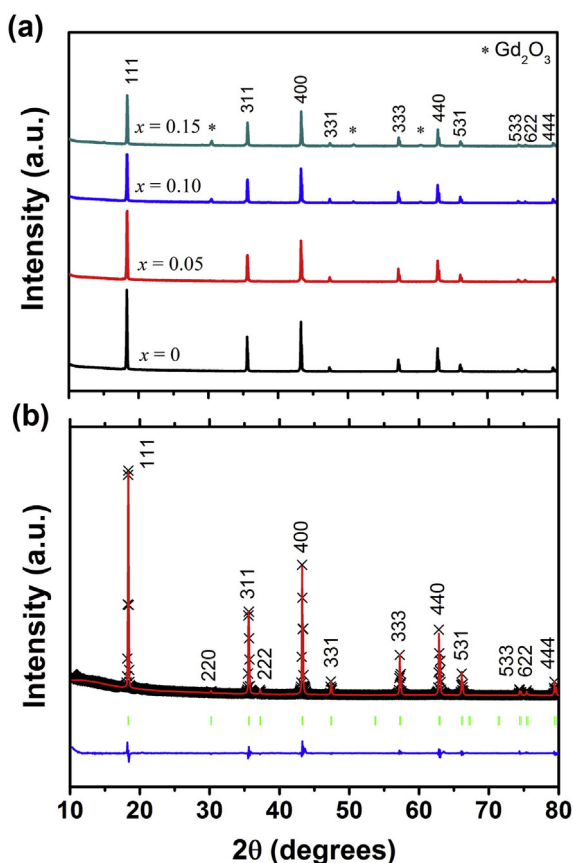 (a)
* Gd₂O₃
111
311
400
331
333
440
531
533
622
444
x = 0.15
*
*
*
x = 0.10
x = 0.05
x = 0
Intensity (a.u.)
(b)
111
220
311
222
400
331
333
440
531
533
622
444
Intensity (a.u.)
10 20 30 40 50 60 70 80
2θ (degrees)